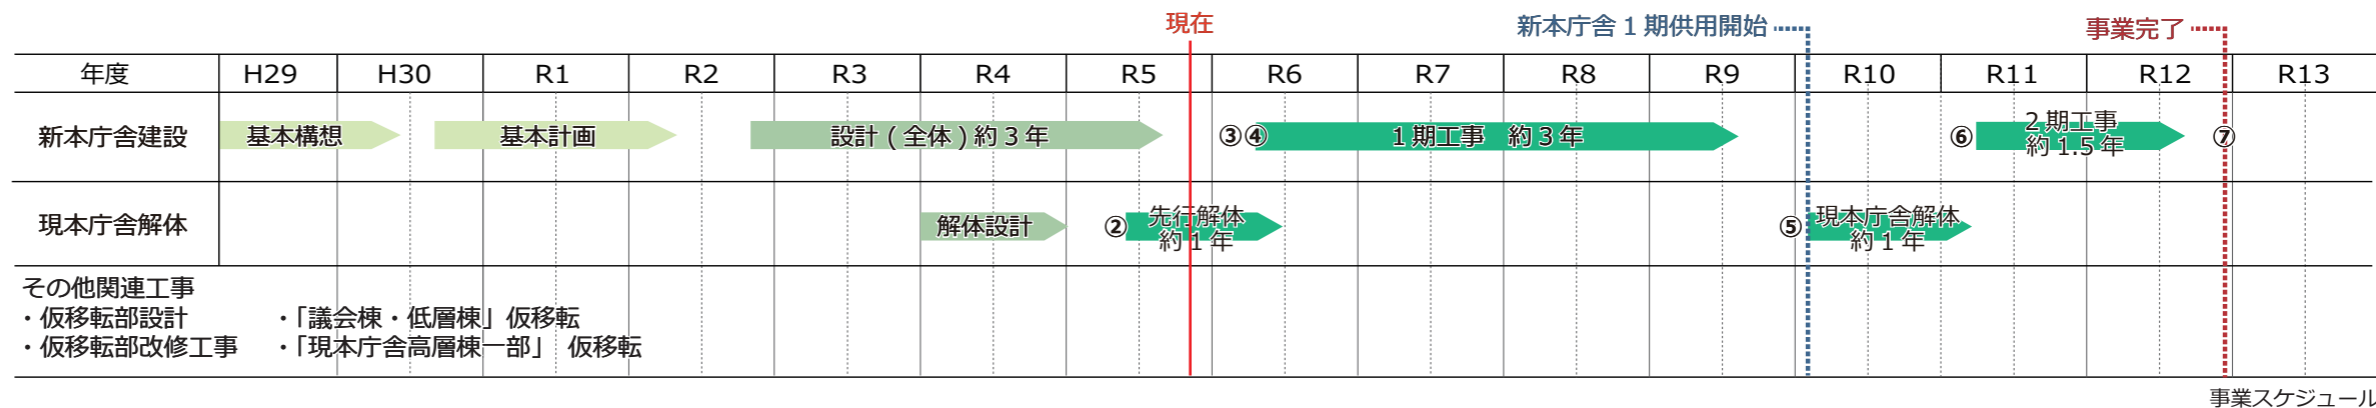 現在
新本庁舎１期供用開始
事業完了
年度 H29 H30 R1 R2 R3 R4 R5 R6 R7 R8 R9 R10 R11 R12 R13
新本庁舎建設 基本構想 基本計画 設計(全体)約3年 ③④ 1期工事 約3年 ⑥ 2期工事 ⑦
約1.5年
現本庁舎解体 解体設計 ② 先行解体 ⑤ 現本庁舎解体
約1年 約1年
その他関連工事
・仮移転部設計 ・「議会棟・低層棟」仮移転
・仮移転部改修工事 ・「現本庁舎高層棟一部」 仮移転
事業スケジュール